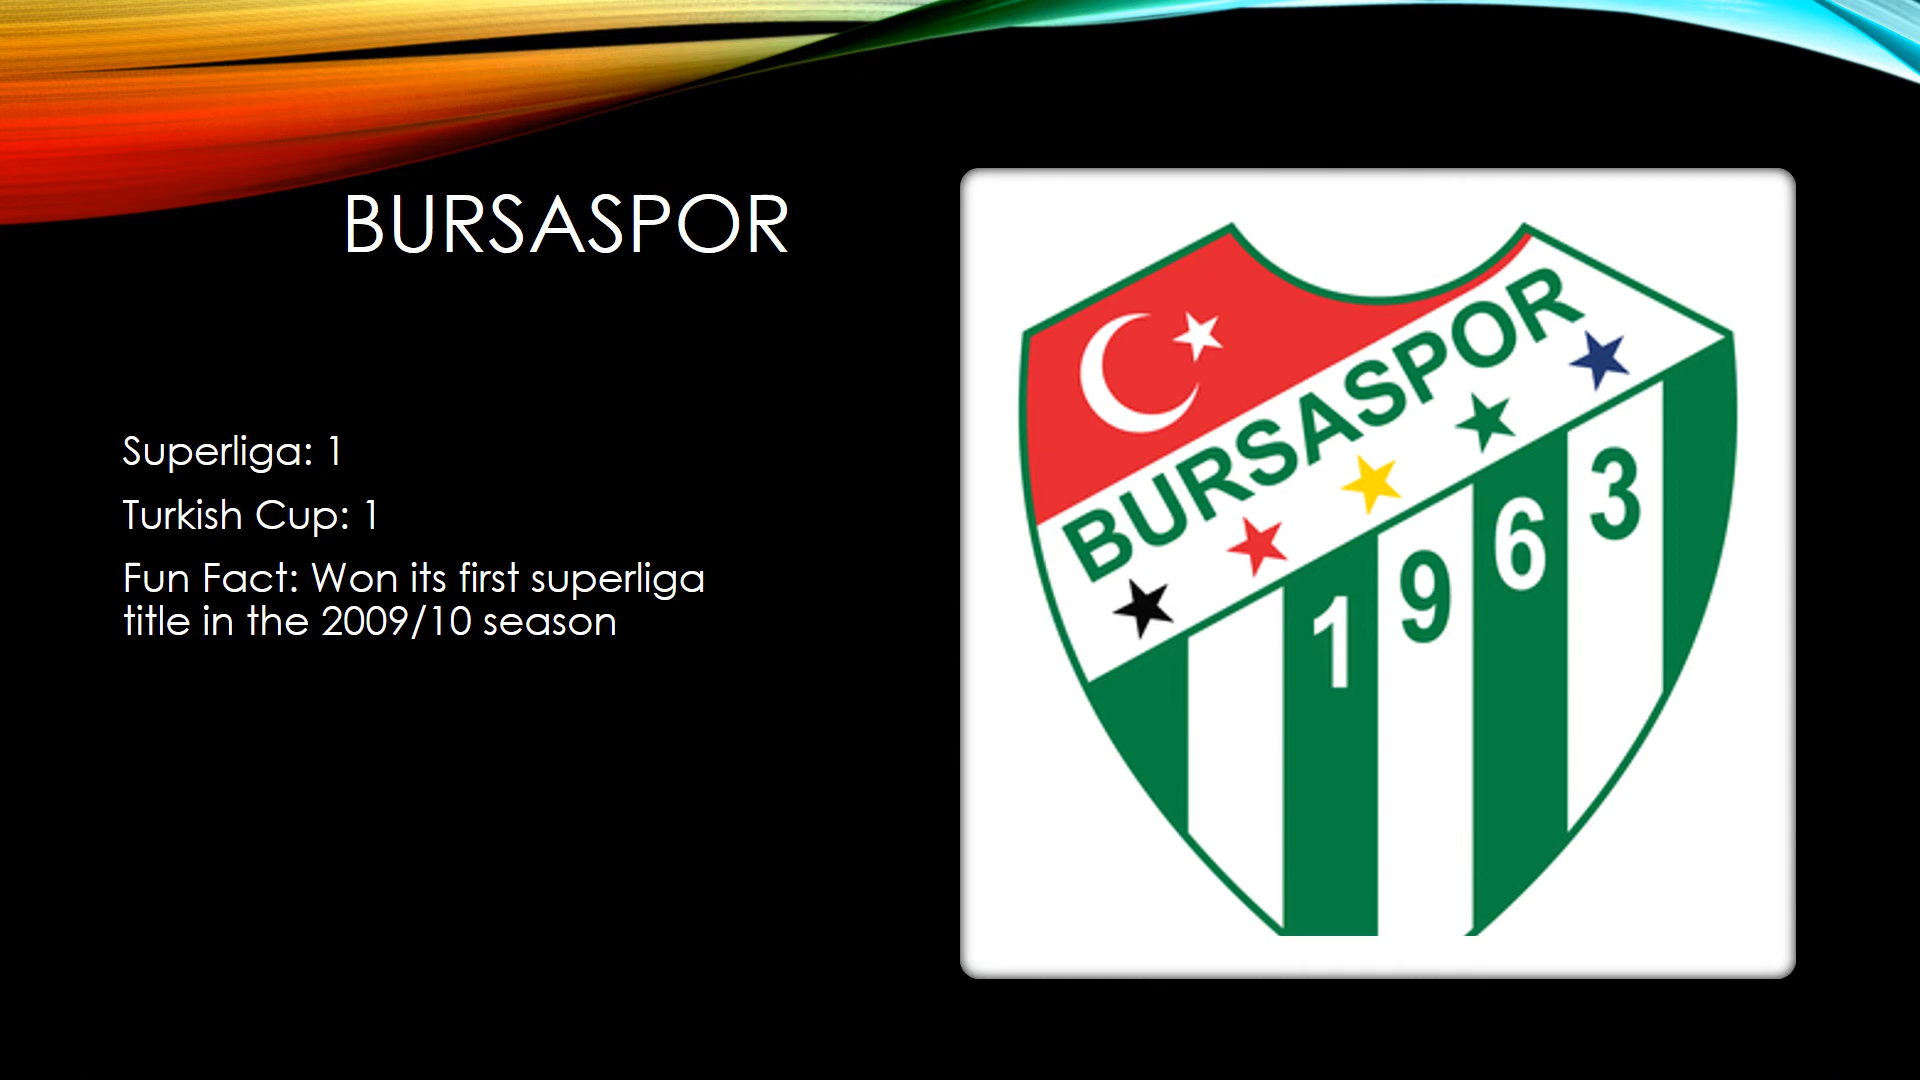 BURSASPOR
Superliga: 1
Turkish Cup: 1
Fun Fact: Won its first superliga
title in the 2009/10 season
BURSASPOR
1963